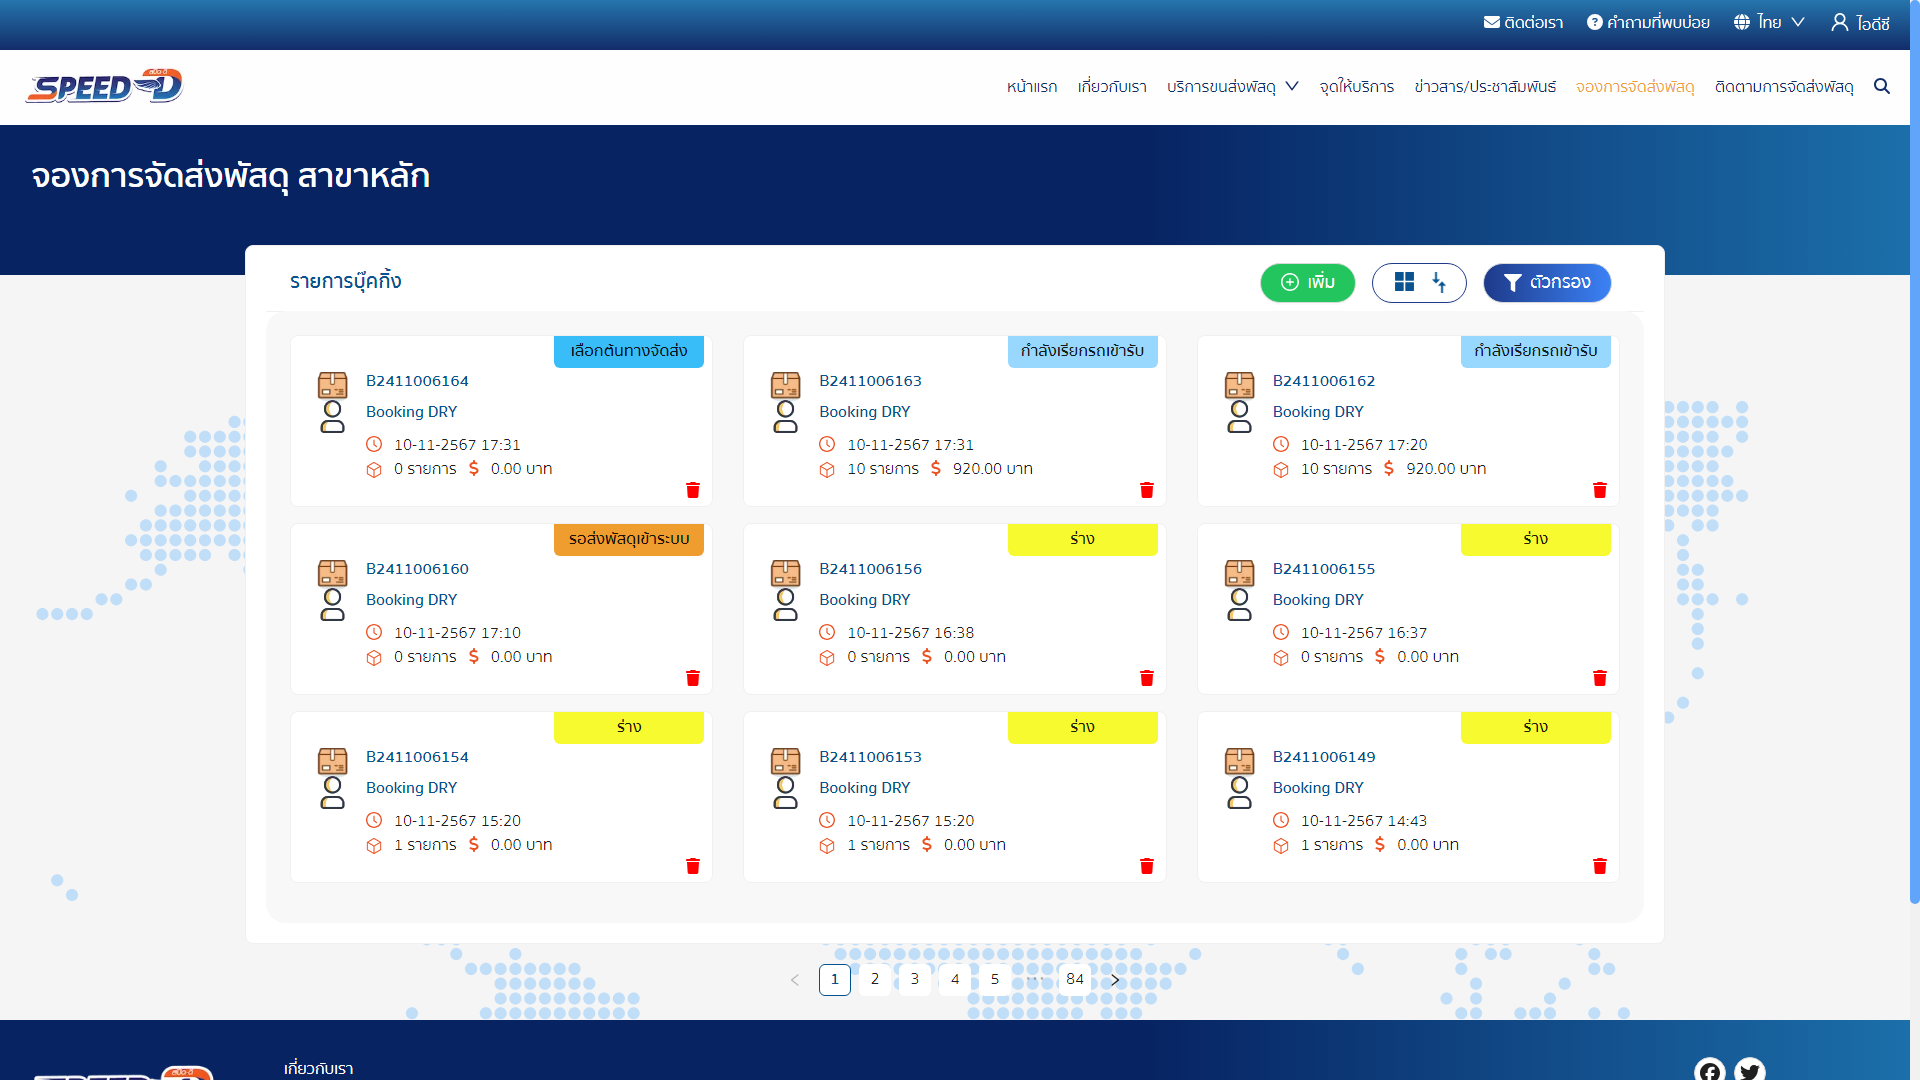 ติดต่อเรา คำถามที่พบบ่อย ไทย ไอดีซี
SPEED-D สปีด-ดี
หน้าแรก เกี่ยวกับเรา บริการขนส่งพัสดุ จุดให้บริการ ข่าวสาร/ประชาสัมพันธ์ จองการจัดส่งพัสดุ ติดตามการจัดส่งพัสดุ
จองการจัดส่งพัสดุ สาขาหลัก
รายการบุ๊คกิ้ง เพิ่ม ตัวกรอง
เลือกต้นทางจัดส่ง กำลังเรียกรถเข้ารับ กำลังเรียกรถเข้ารับ
B2411006164 B2411006163 B2411006162
Booking DRY Booking DRY Booking DRY
10-11-2567 17:31 10-11-2567 17:31 10-11-2567 17:20
0 รายการ $ 0.00 บาท 10 รายการ $ 920.00 บาท 10 รายการ $ 920.00 บาท
รอส่งพัสดุเข้าระบบ ร่าง ร่าง
B2411006160 B2411006156 B2411006155
Booking DRY Booking DRY Booking DRY
10-11-2567 17:10 10-11-2567 16:38 10-11-2567 16:37
0 รายการ $ 0.00 บาท 0 รายการ $ 0.00 บาท 0 รายการ $ 0.00 บาท
ร่าง ร่าง ร่าง
B2411006154 B2411006153 B2411006149
Booking DRY Booking DRY Booking DRY
10-11-2567 15:20 10-11-2567 15:20 10-11-2567 14:43
1 รายการ $ 0.00 บาท 1 รายการ $ 0.00 บาท 1 รายการ $ 0.00 บาท
< 1 2 3 4 5 ••• 84 >
เกี่ยวกับเรา